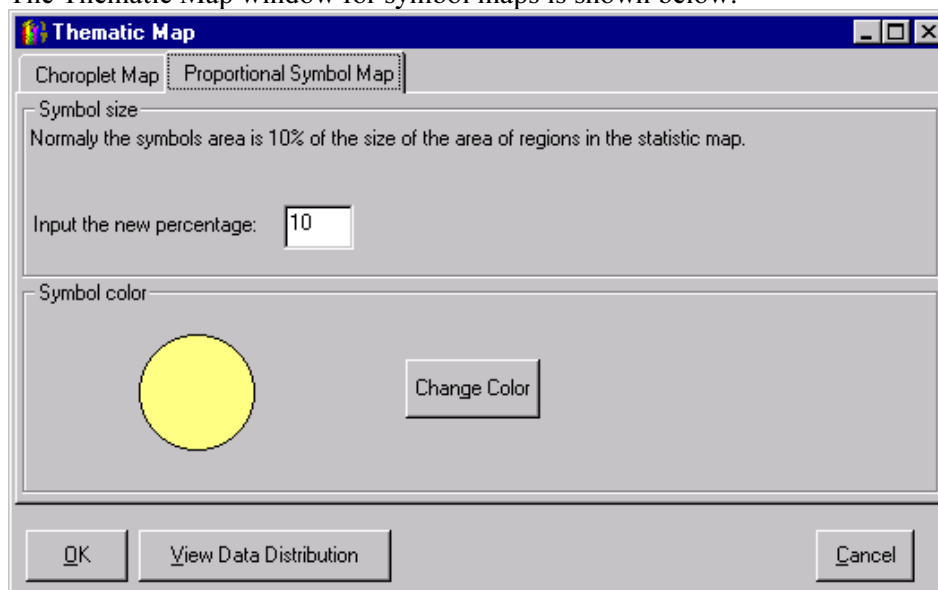 The Thematic Map window for symbol maps is shown below.
Thematic Map
Choroplet Map Proportional Symbol Map
Symbol size
Normaly the symbols area is 10% of the size of the area of regions in the statistic map.
Input the new percentage: 10
Symbol color
Change Color
OK View Data Distribution Cancel